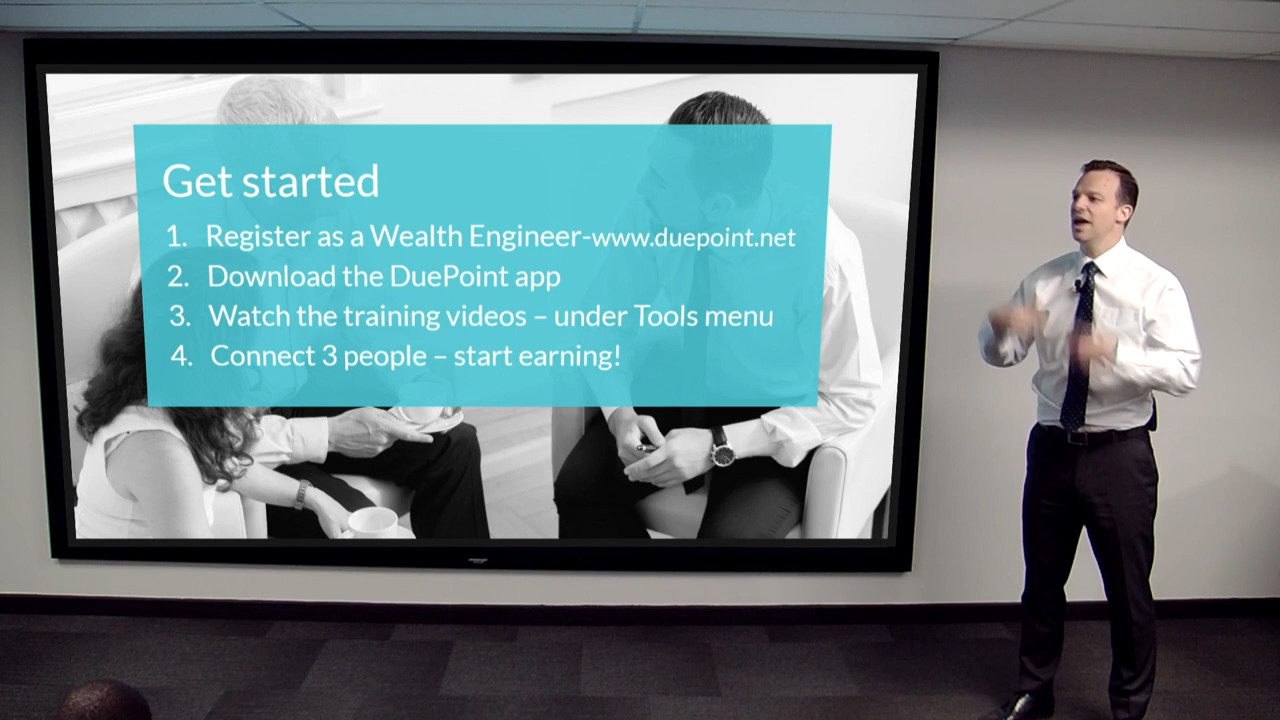 Get started
1. Register as a Wealth Engineer-www.duepoint.net
2. Download the DuePoint app
3. Watch the training videos – under Tools menu
4. Connect 3 people – start earning!